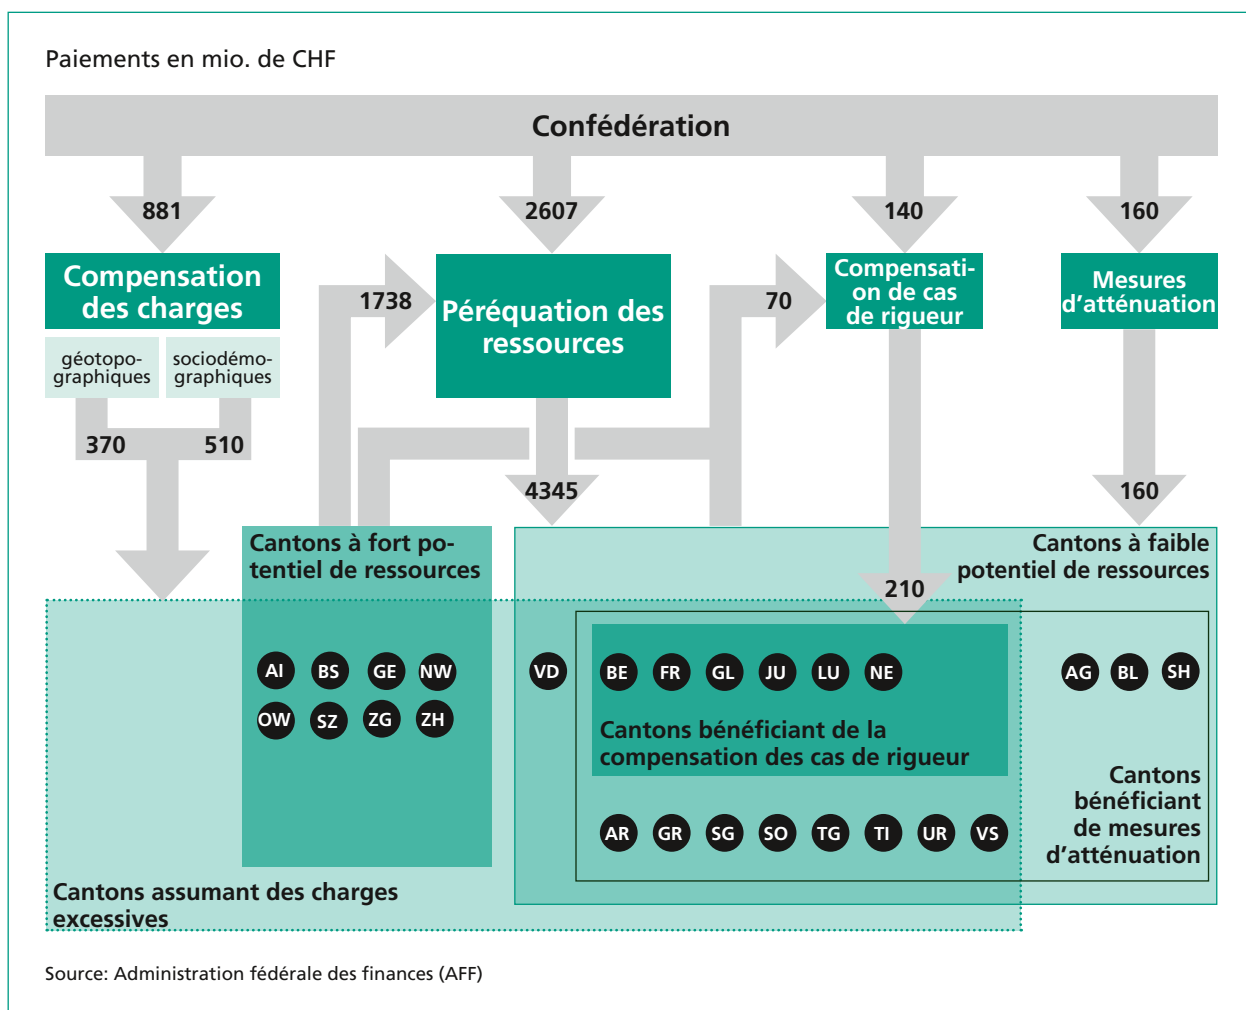 Paiements en mio. de CHF
Confédération
881
2607
140
160
Compensation
des charges
1738
Péréquation des
ressources
70
Compensati-
on de cas
de rigueur
Mesures
d'atténuation
géotopo-
graphiques
sociodémo-
graphiques
370
510
4345
160
Cantons à fort po-
tentiel de ressources
Cantons à faible
potentiel de ressources
210
AI BS GE NW
OW SZ ZG ZH
VD
BE FR GL JU LU NE
AG BL SH
Cantons bénéficiant de la
compensation des cas de rigueur
Cantons
bénéficiant
de mesures
d'atténuation
AR GR SG SO TG TI UR VS
Cantons assumant des charges
excessives
Source: Administration fédérale des finances (AFF)